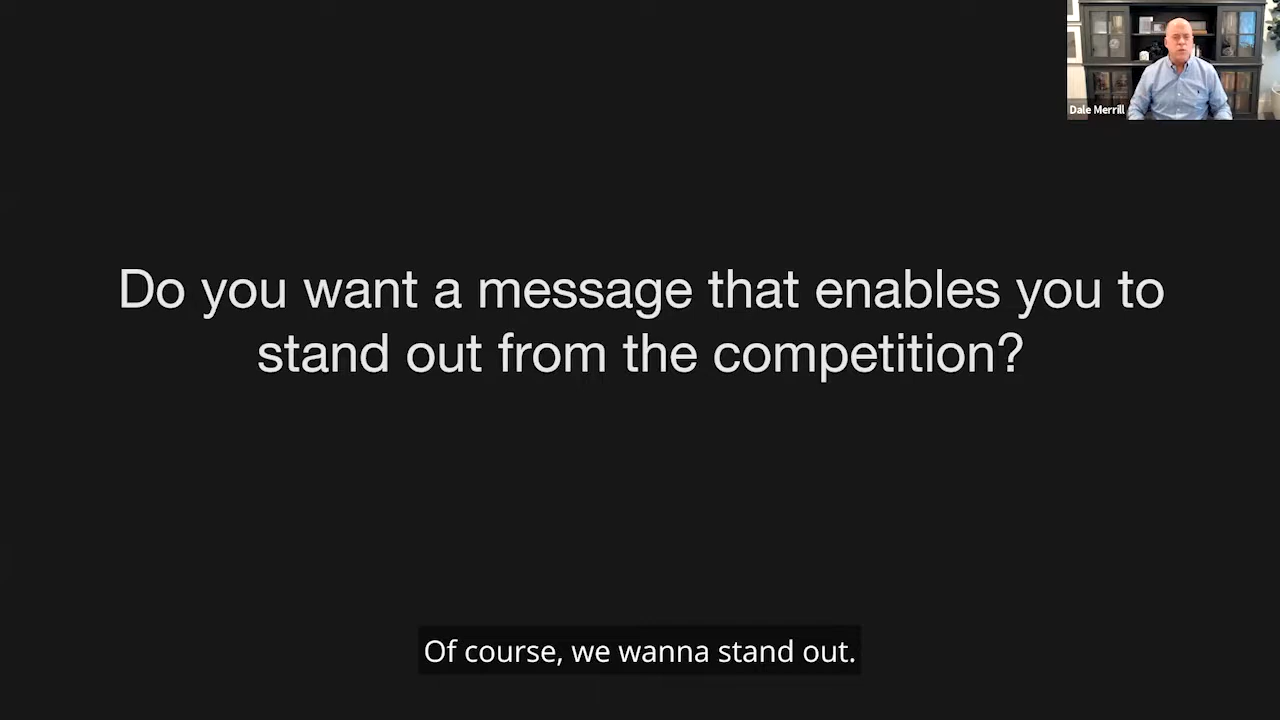 Dale Merrill
Do you want a message that enables you to
stand out from the competition?
Of course, we wanna stand out.